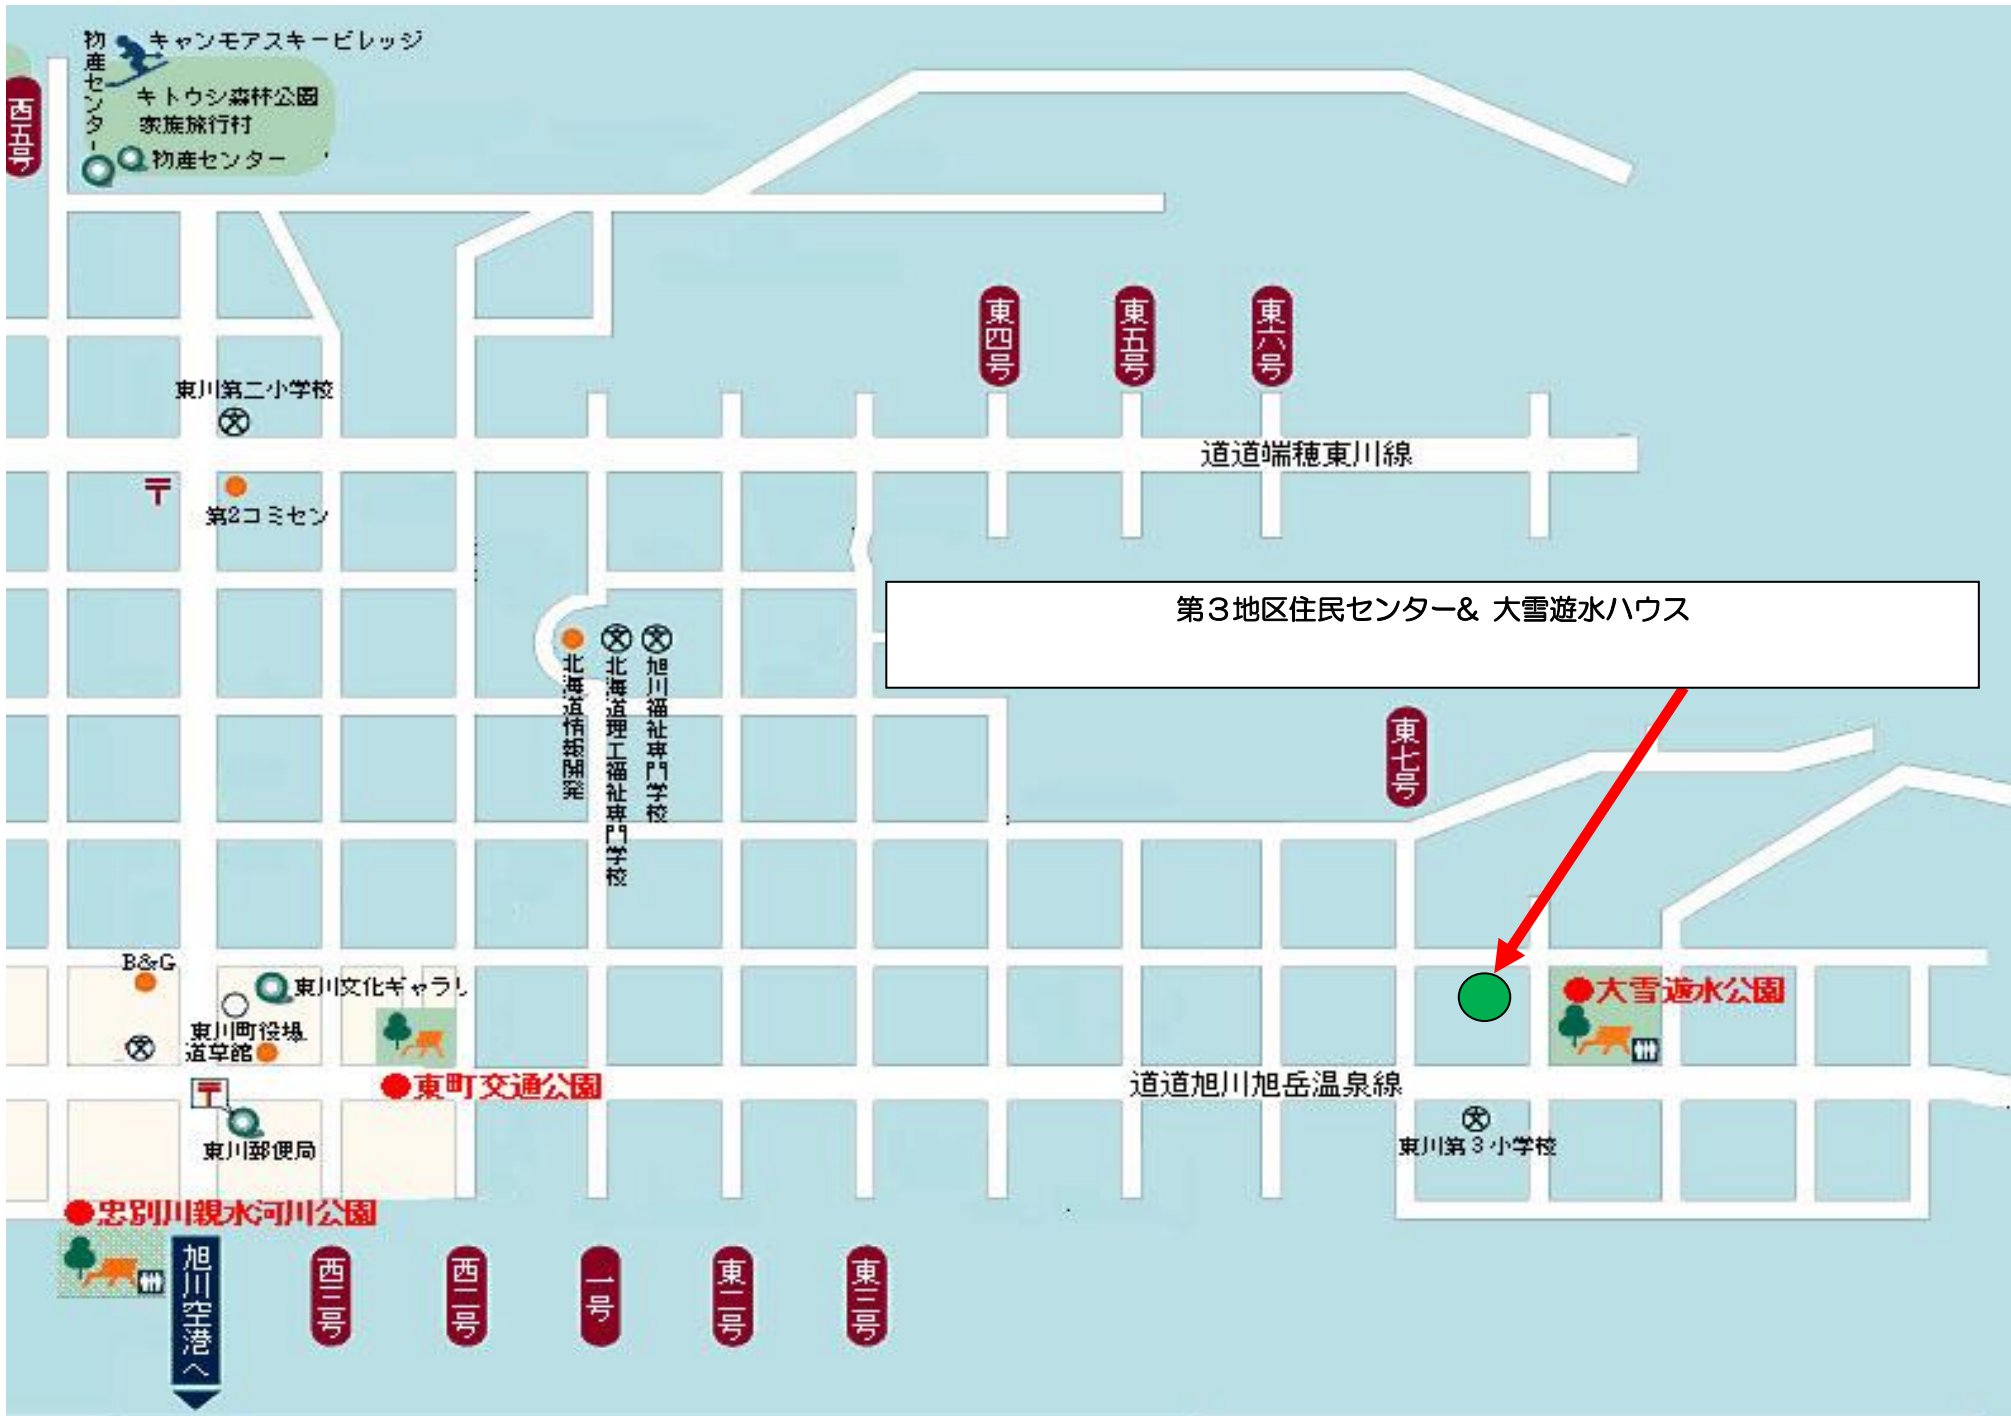 物産センター
キャンモアスキービレッジ
西五号
キトウシ森林公園
家族旅行村
物産センター
東四号
東五号
東六号
東川第二小学校
道道端穂東川線
〒
第2コミセン
第３地区住民センター& 大雪遊水ハウス
北海道情報開発
北海道理工福祉専門学校
旭川福祉専門学校
東七号
B&G
東川文化ギャラリ
大雪遊水公園
東川町役場
道草館
東町交通公園
道道旭川旭岳温泉線
〒
東川郵便局
東川第３小学校
忠別川親水河川公園
旭川空港へ
西三号
西二号
一号
東二号
東三号